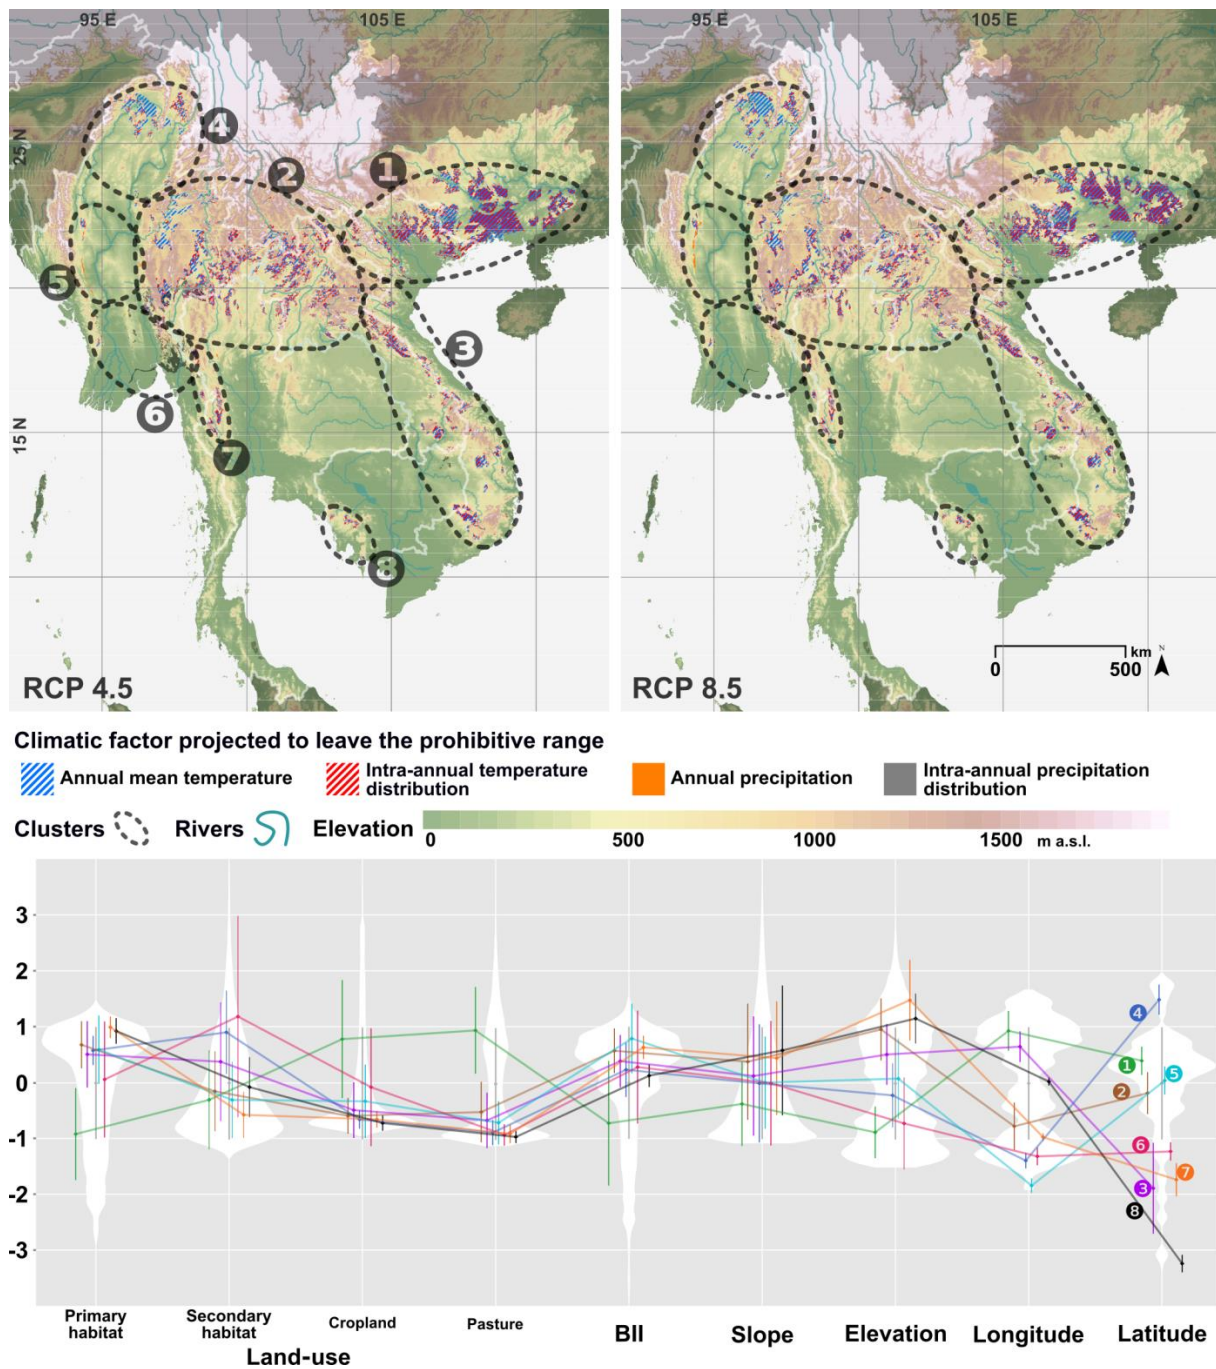 95 E
105 E
105 E
25 N
15 N
4
2
1
5
3
6
7
8
RCP 4.5
RCP 8.5
km
N
0
500
Climatic factor projected to leave the prohibitive range
Annual mean temperature
Intra-annual temperature
distribution
Annual precipitation
Intra-annual precipitation
distribution
Clusters
Rivers
Elevation
0
500
1000
1500
m a.s.l.
3
2
1
0
-1
-2
-3
4
1
5
2
6
7
3
8
Primary
habitat
Secondary
habitat
Cropland
Pasture
BII
Slope
Elevation
Longitude
Latitude
Land-use